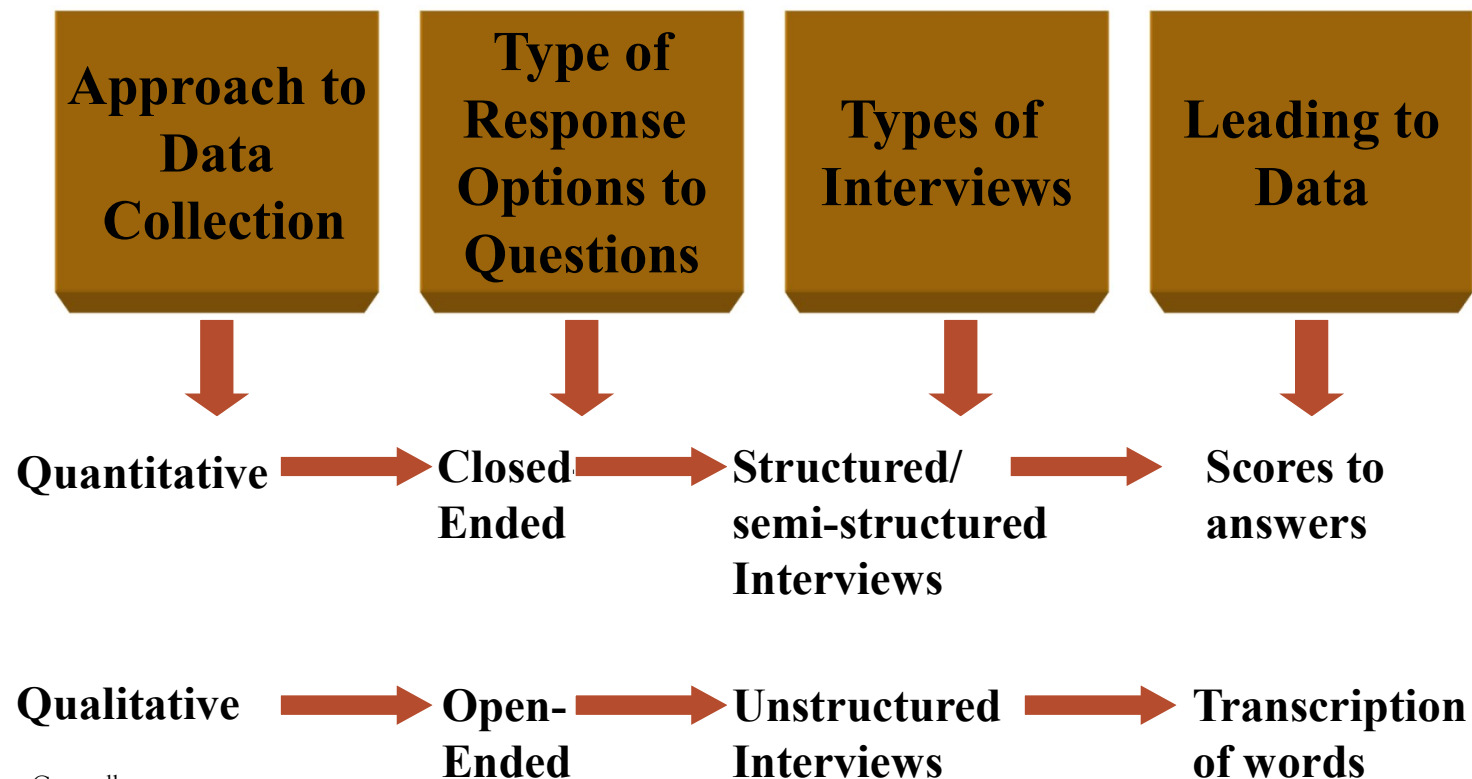 Approach to
Data
Collection
Type of
Response
Options to
Questions
Types of
Interviews
Leading to
Data
Quantitative
Closed-
Ended
Structured/
semi-structured
Interviews
Scores to
answers
Qualitative
Open-
Ended
Unstructured
Interviews
Transcription
of words